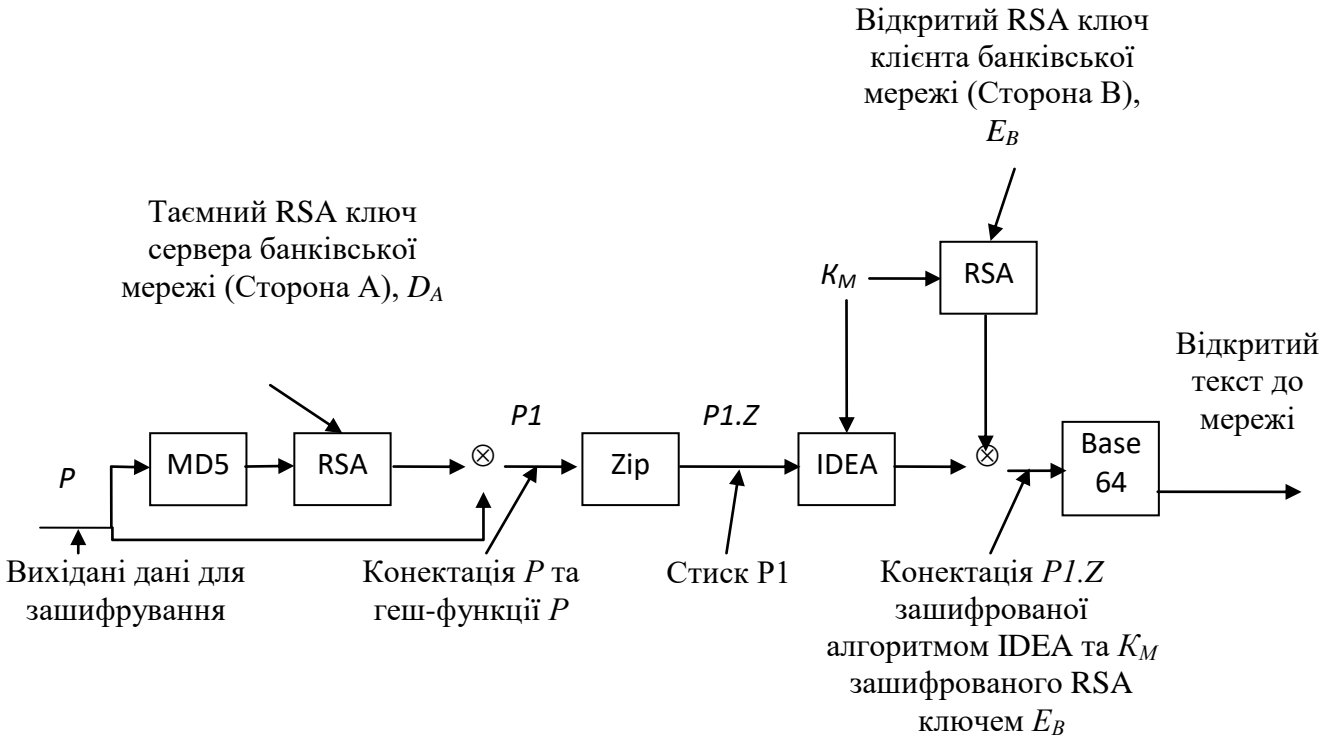 Відкритий RSA ключ
клієнта банківської
мережі (Сторона В),
E_B
Таємний RSA ключ
сервера банківської
мережі (Сторона А), D_A
K_M
RSA
Відкритий
текст до
мережі
P
MD5
RSA
⊗
P1
Zip
P1.Z
IDEA
⊗
Base
64
Вихідані дані для
зашифрування
Конектація P та
геш-функції P
Стиск P1
Конектація P1.Z
зашифрованої
алгоритмом IDEA та K_M
зашифрованого RSA
ключем E_B